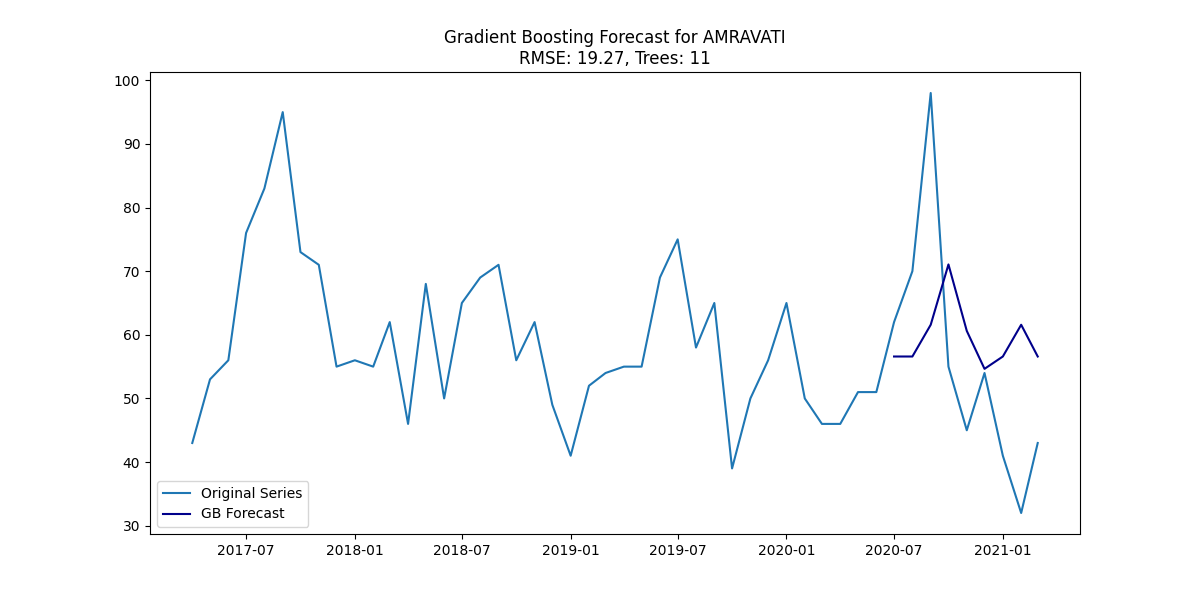 Gradient Boosting Forecast for AMRAVATI
RMSE: 19.27, Trees: 11
100
90
80
70
60
50
40
30
Original Series
GB Forecast
2017-07 2018-01 2018-07 2019-01 2019-07 2020-01 2020-07 2021-01